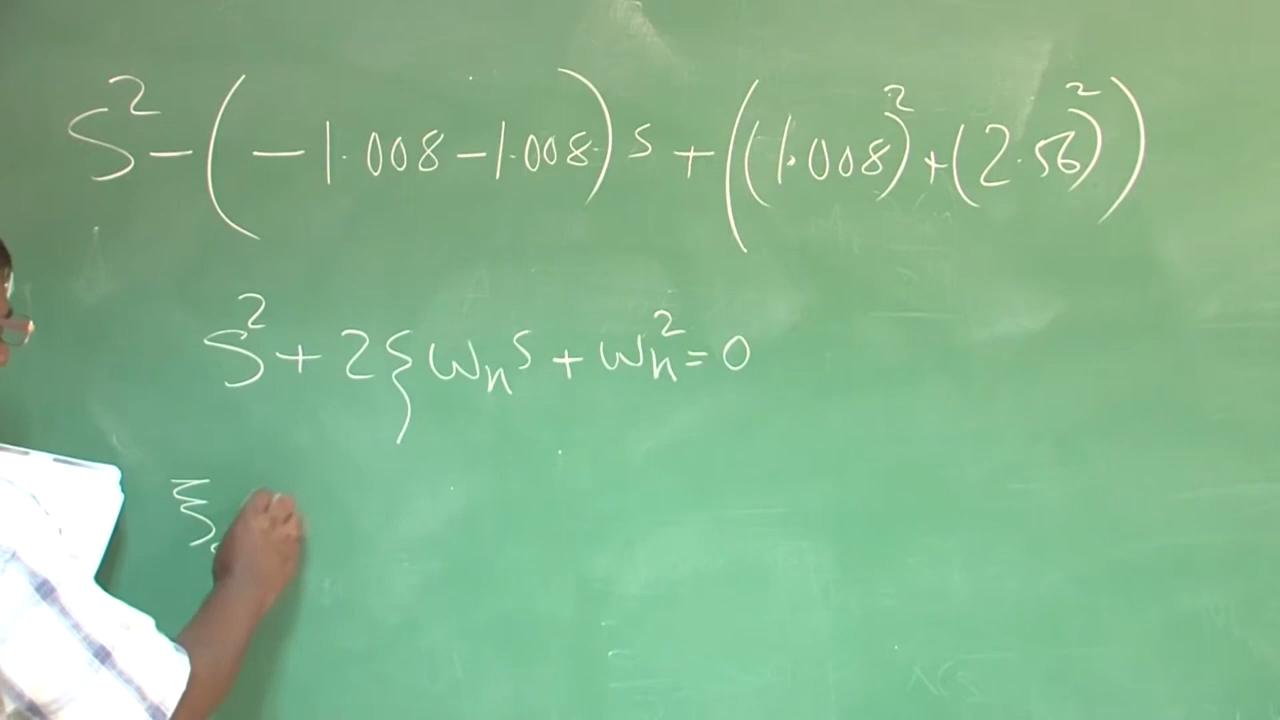 S² - (-1.008 - 1.008)s + ((1.008)² + (2.56)²)
S² + 2ξωₙs + ωₙ² = 0
ξ